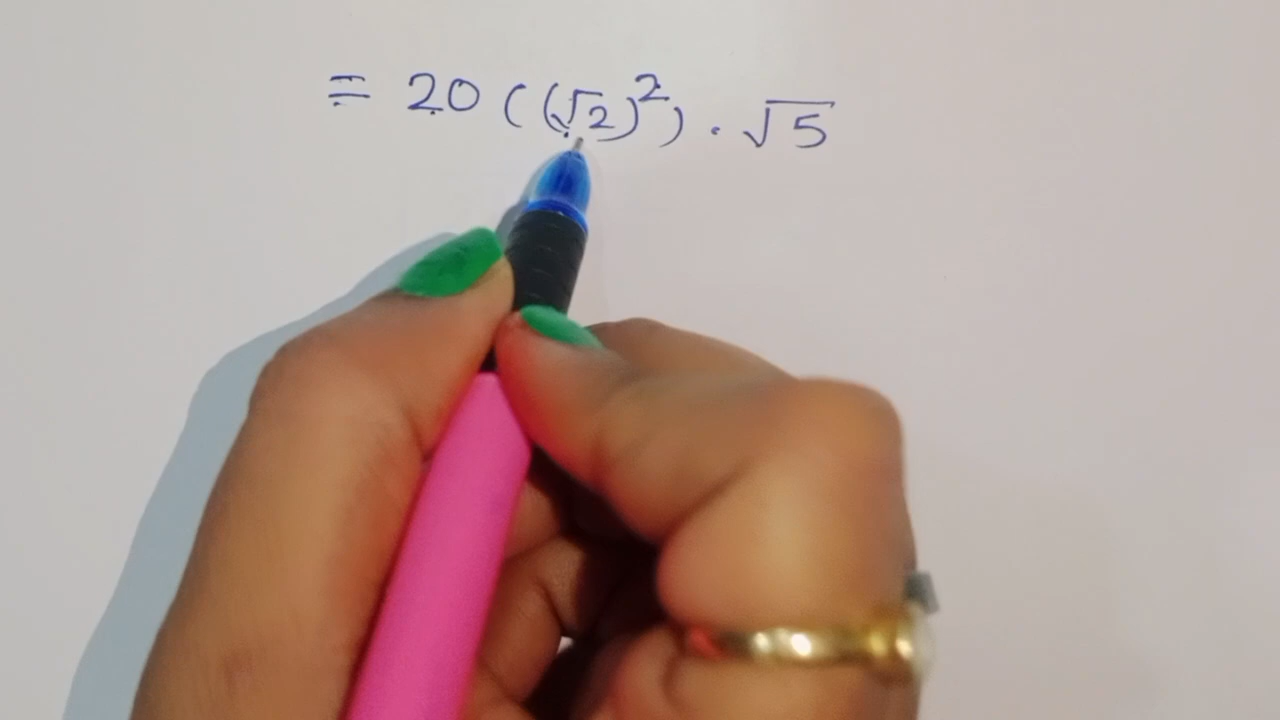 = 20 ((√2)²) · √5